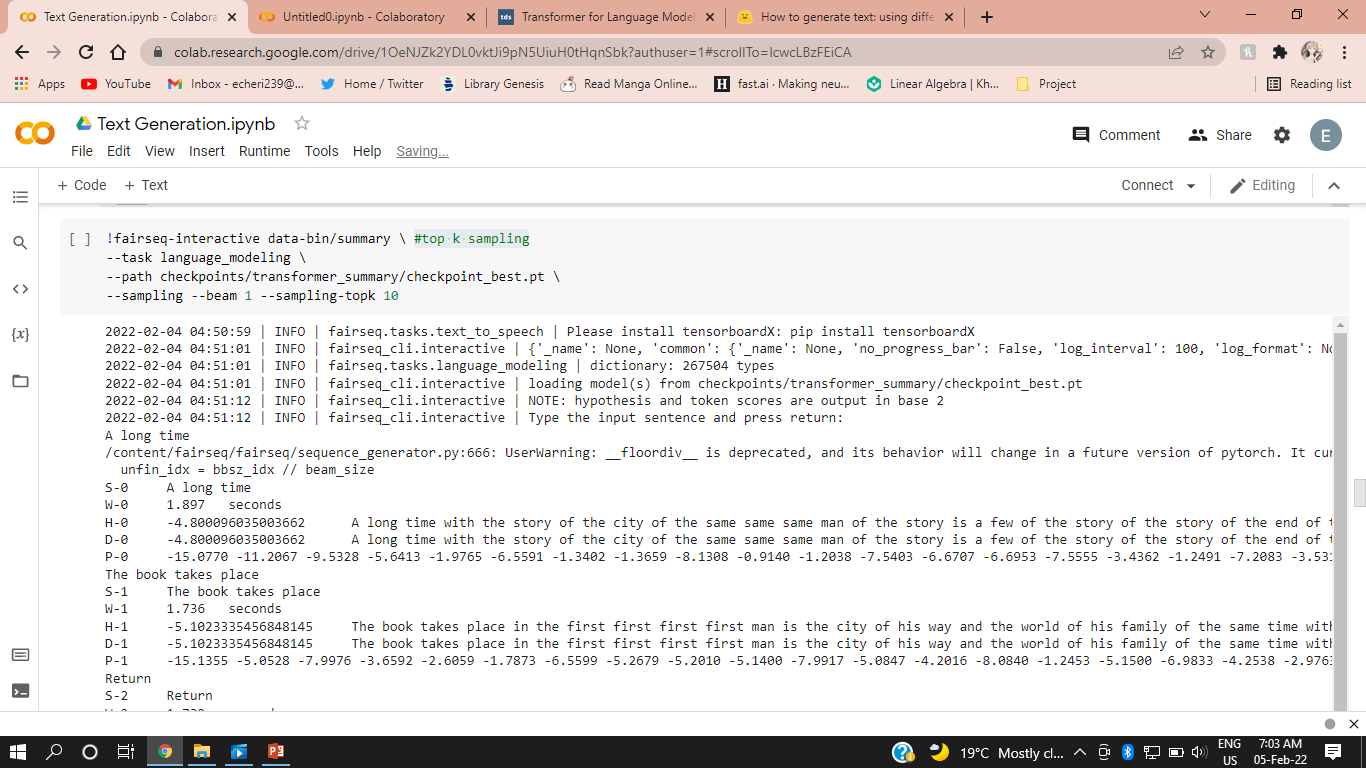 Text Generation.ipynb - Colabora
Untitled0.ipynb - Colaboratory
tds Transformer for Language Model
How to generate text: using diffe
colab.research.google.com/drive/1OeNJZk2YDL0vktJi9pN5UiuH0tHqnSbk?authuser=1#scrollTo=IcwcLBzFEiCA
Apps YouTube Inbox - echeri239@... Home / Twitter Library Genesis Read Manga Online... H fast.ai · Making neu... Linear Algebra | Kh... Project Reading list
Text Generation.ipynb
Comment Share E
File Edit View Insert Runtime Tools Help Saving...
+ Code + Text Connect Editing
[ ] !fairseq-interactive data-bin/summary \ #top k sampling
--task language_modeling \
--path checkpoints/transformer_summary/checkpoint_best.pt \
--sampling --beam 1 --sampling-topk 10
2022-02-04 04:50:59 | INFO | fairseq.tasks.text_to_speech | Please install tensorboardX: pip install tensorboardX
2022-02-04 04:51:01 | INFO | fairseq_cli.interactive | {'_name': None, 'common': {'_name': None, 'no_progress_bar': False, 'log_interval': 100, 'log_format': No
2022-02-04 04:51:01 | INFO | fairseq.tasks.language_modeling | dictionary: 267504 types
2022-02-04 04:51:01 | INFO | fairseq_cli.interactive | loading model(s) from checkpoints/transformer_summary/checkpoint_best.pt
2022-02-04 04:51:12 | INFO | fairseq_cli.interactive | NOTE: hypothesis and token scores are output in base 2
2022-02-04 04:51:12 | INFO | fairseq_cli.interactive | Type the input sentence and press return:
A long time
/content/fairseq/fairseq/sequence_generator.py:666: UserWarning: __floordiv__ is deprecated, and its behavior will change in a future version of pytorch. It cur
unfin_idx = bbsz_idx // beam_size
S-0 A long time
W-0 1.897 seconds
H-0 -4.800096035003662 A long time with the story of the city of the same same same man of the story is a few of the story of the story of the end of
D-0 -4.800096035003662 A long time with the story of the city of the same same same man of the story is a few of the story of the story of the end of
P-0 -15.0770 -11.2067 -9.5328 -5.6413 -1.9765 -6.5591 -1.3402 -1.3659 -8.1308 -0.9140 -1.2038 -7.5403 -6.6707 -6.6953 -7.5555 -3.4362 -1.2491 -7.2083 -3.531
The book takes place
S-1 The book takes place
W-1 1.736 seconds
H-1 -5.1023335456848145 The book takes place in the first first first first man is the city of his way and the world of his family of the same time with
D-1 -5.1023335456848145 The book takes place in the first first first first man is the city of his way and the world of his family of the same time with
P-1 -15.1355 -5.0528 -7.9976 -3.6592 -2.6059 -1.7873 -6.5599 -5.2679 -5.2010 -5.1400 -7.9917 -5.0847 -4.2016 -8.0840 -1.2453 -5.1500 -6.9833 -4.2538 -2.976
Return
S-2 Return
19°C Mostly cl... ENG US 7:03 AM 05-Feb-22